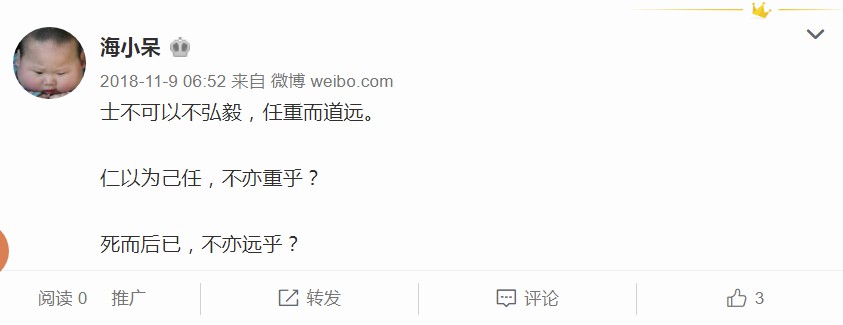 海小呆
2018-11-9 06:52 来自 微博 weibo.com
士不可以不弘毅，任重而道远。
仁以为己任，不亦重乎？
死而后已，不亦远乎？
阅读 0 推广 转发 评论 3